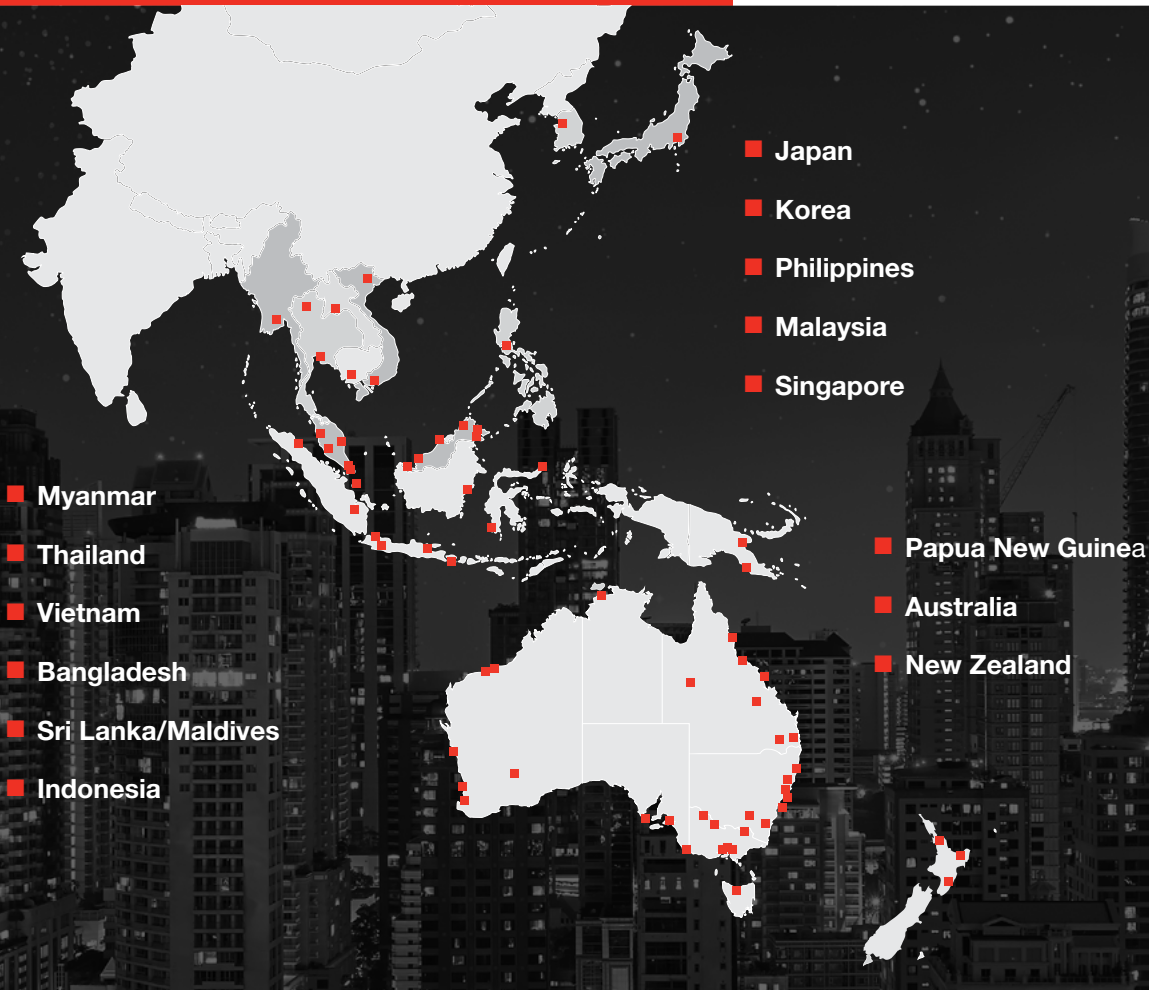 Japan
Korea
Philippines
Malaysia
Singapore
Myanmar
Thailand
Vietnam
Bangladesh
Sri Lanka/Maldives
Indonesia
Papua New Guinea
Australia
New Zealand